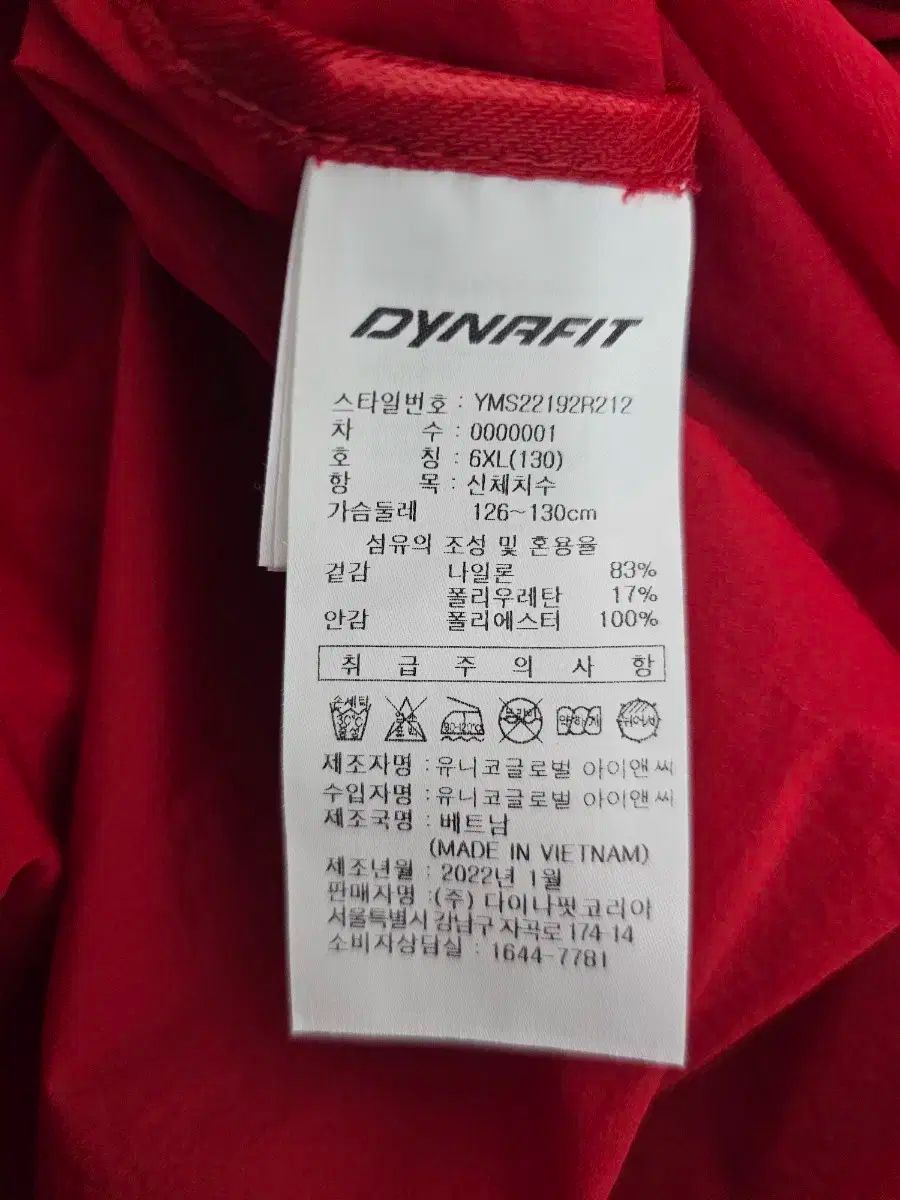 DYNAFIT
스타일번호 : YMS22192R212
차 수 : 0000001
호 칭 : 6XL(130)
항 목 : 신체치수
가슴둘레 126~130cm
섬유의 조성 및 혼용율
겉감 나일론 83%
폴리우레탄 17%
안감 폴리에스터 100%
취 급 주 의 사 항
약하게
제조자명 : 유니코글로벌 아이앤씨
수입자명 : 유니코글로벌 아이앤씨
제조국명 : 베트남
(MADE IN VIETNAM)
제조년월 : 2022년 1월
판매자명 : (주) 다이나핏코리아
서울특별시 강남구 자곡로 174-14
소비자상담실 : 1644-7781